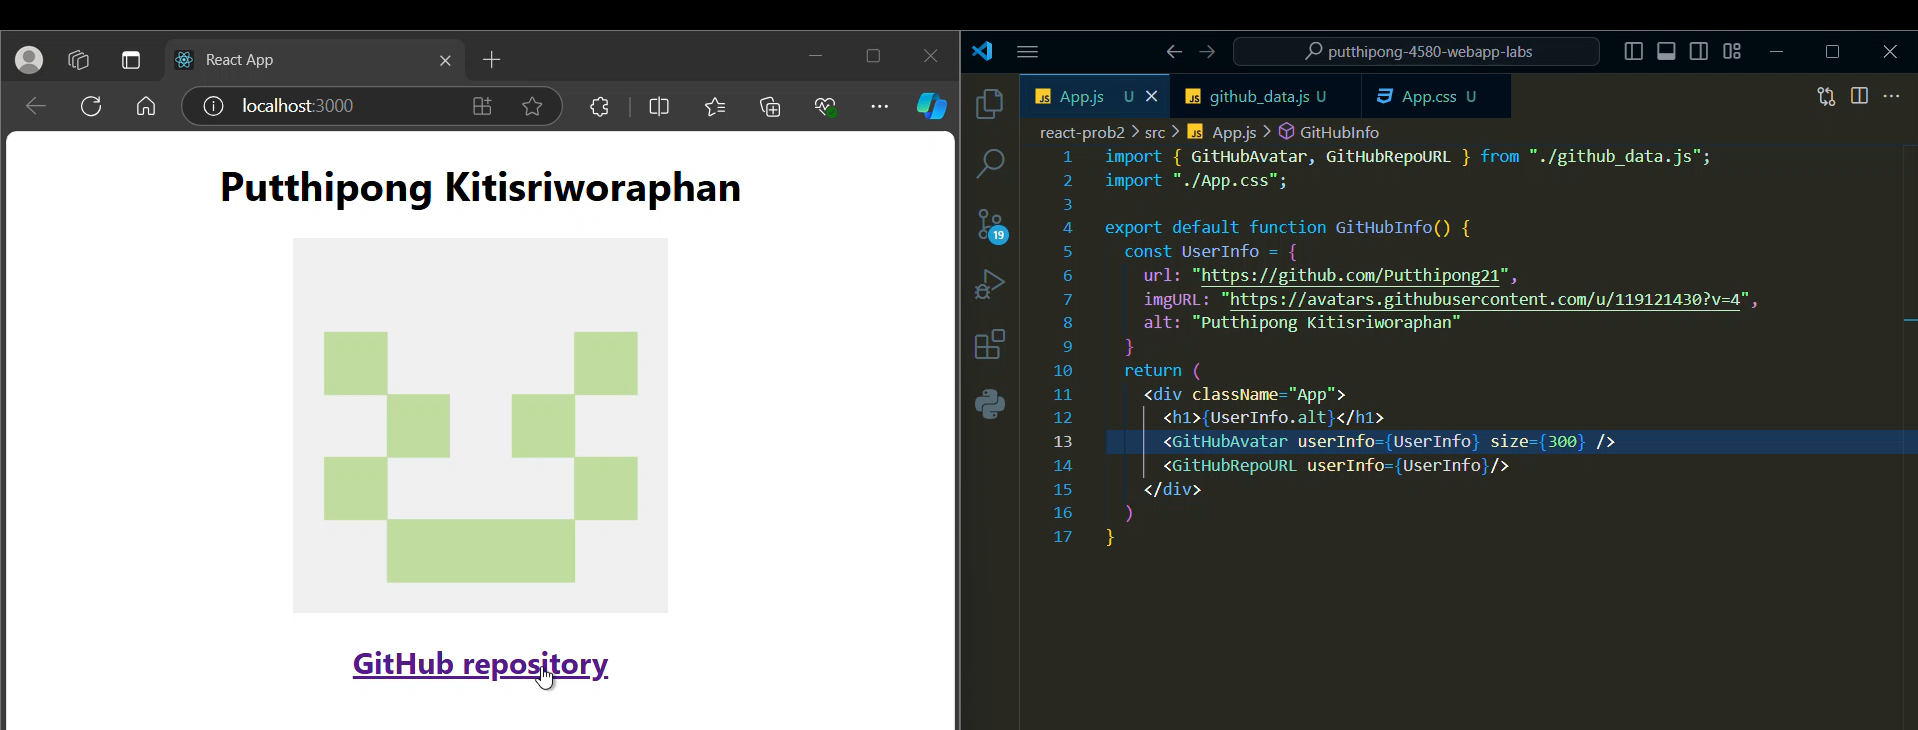 React App
localhost:3000
Putthipong Kitisriworaphan
GitHub repository
putthipong-4580-webapp-labs
JS App.js U
JS github_data.js U
App.css U
react-prob2 > src > JS App.js > GitHubInfo
19
1 import { GitHubAvatar, GitHubRepoURL } from "./github_data.js";
2 import "./App.css";
3
4 export default function GitHubInfo() {
5 const UserInfo = {
6 url: "https://github.com/Putthipong21",
7 imgURL: "https://avatars.githubusercontent.com/u/119121430?v=4",
8 alt: "Putthipong Kitisriworaphan"
9 }
10 return (
11 <div className="App">
12 <h1>{UserInfo.alt}</h1>
13 <GitHubAvatar userInfo={UserInfo} size={300} />
14 <GitHubRepoURL userInfo={UserInfo}/>
15 </div>
16 )
17 }